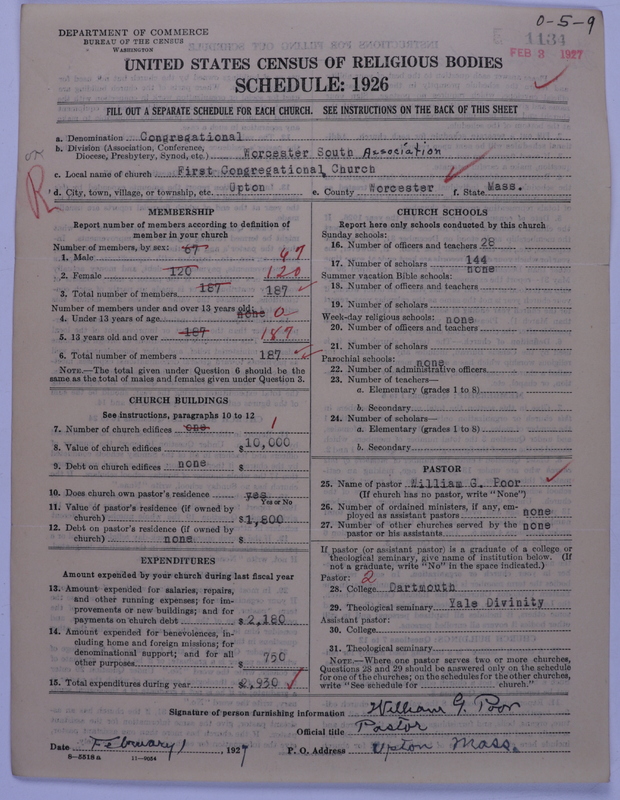 DEPARTMENT OF COMMERCE
BUREAU OF THE CENSUS
WASHINGTON
0-5-9
1134
FEB 3 1927
UNITED STATES CENSUS OF RELIGIOUS BODIES
SCHEDULE: 1926
FILL OUT A SEPARATE SCHEDULE FOR EACH CHURCH. SEE INSTRUCTIONS ON THE BACK OF THIS SHEET
a. Denomination Congregational
b. Division (Association, Conference, Diocese, Presbytery, Synod, etc.) Worcester South Association
c. Local name of church First Congregational Church
R
d. City, town, village, or township, etc. Upton e. County Worcester f. State Mass.
MEMBERSHIP
Report number of members according to definition of member in your church
Number of members, by sex:
1. Male 67 67
2. Female 120 120
3. Total number of members 187 187
Number of members under and over 13 years old:
4. Under 13 years of age none 0
5. 13 years old and over 187 187
6. Total number of members 187
NOTE.—The total given under Question 6 should be the same as the total of males and females given under Question 3.
CHURCH BUILDINGS
See instructions, paragraphs 10 to 12
7. Number of church edifices one 1
8. Value of church edifices $10,000
9. Debt on church edifices none $
10. Does church own pastor's residence yes
Yes or No
11. Value of pastor's residence (if owned by church) $1,800
12. Debt on pastor's residence (if owned by church) none $
EXPENDITURES
Amount expended by your church during last fiscal year
13. Amount expended for salaries, repairs, and other running expenses; for improvements or new buildings; and for payments on church debt $2,180
14. Amount expended for benevolences, including home and foreign missions; for denominational support; and for all other purposes $ 750
15. Total expenditures during year $2,930
CHURCH SCHOOLS
Report here only schools conducted by this church
Sunday schools:
16. Number of officers and teachers 28
17. Number of scholars 144
Summer vacation Bible schools: none
18. Number of officers and teachers
19. Number of scholars
Week-day religious schools: none
20. Number of officers and teachers
21. Number of scholars
Parochial schools: none
22. Number of administrative officers
23. Number of teachers—
a. Elementary (grades 1 to 8)
b. Secondary
24. Number of scholars—
a. Elementary (grades 1 to 8)
b. Secondary
PASTOR
25. Name of pastor William G. Poor
(If church has no pastor, write "None")
26. Number of ordained ministers, if any, employed as assistant pastors none
27. Number of other churches served by the pastor or his assistants none
If pastor (or assistant pastor) is a graduate of a college or theological seminary, give name of institution below. (If not a graduate, write "No" in the space indicated.)
Pastor: 2
28. College Dartmouth
29. Theological seminary Yale Divinity
Assistant pastor:
30. College
31. Theological seminary
NOTE.—Where one pastor serves two or more churches, Questions 28 and 29 should be answered only on the schedule for one of the churches; on the schedules for the other churches, write "See schedule for church."
Signature of person furnishing information William G. Poor
Official title Pastor
Date February 1, 1927 P. O. Address Upton Mass.
8-5518a 11-9054